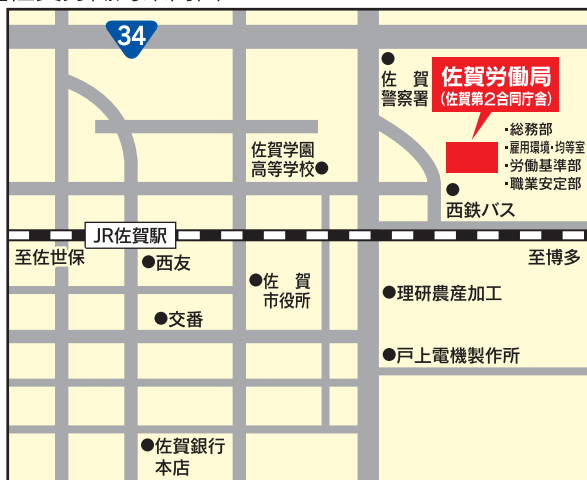 34
佐賀
警察署
佐賀労働局
(佐賀第2合同庁舎)
・総務部
・雇用環境・均等室
・労働基準部
・職業安定部
佐賀学園
高等学校
西鉄バス
JR佐賀駅
至佐世保
至博多
西友
佐賀
市役所
理研農産加工
交番
戸上電機製作所
佐賀銀行
本店